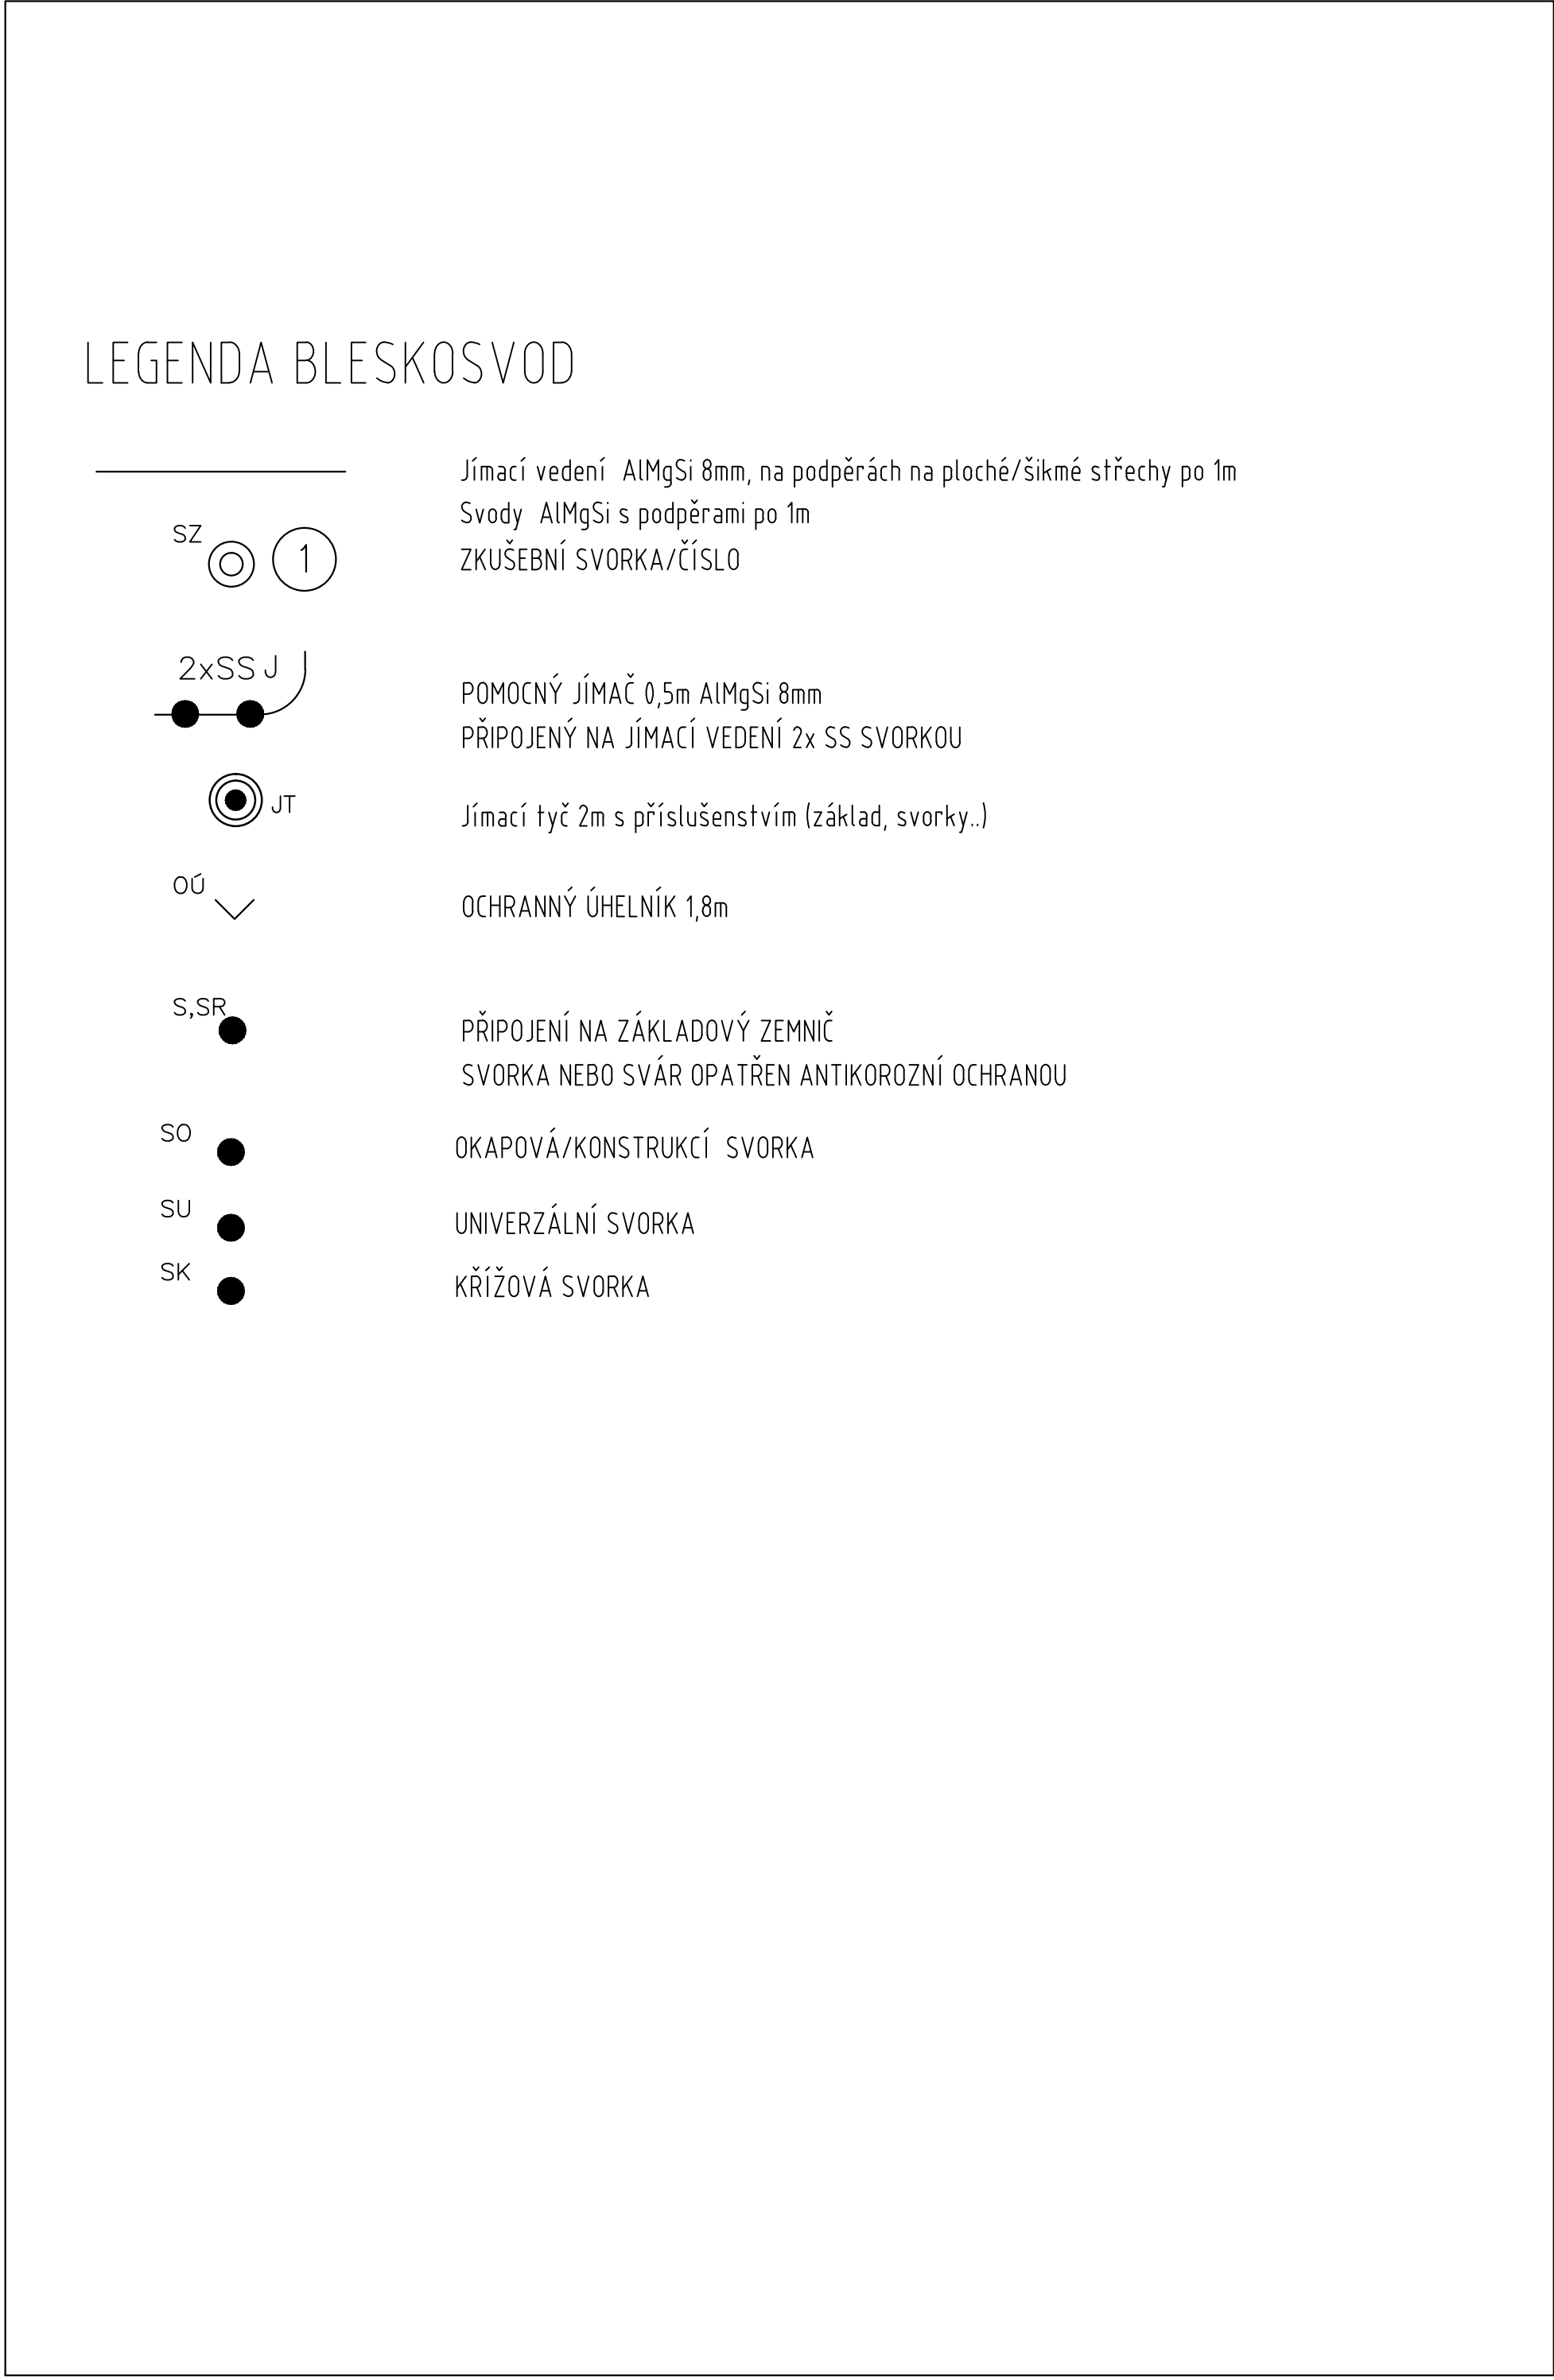 LEGENDA BLESKOSVOD
Jímací vedení AlMgSi 8mm, na podpěrách na ploché/šikmé střechy po 1m
Svody AlMgSi s podpěrami po 1m
SZ
1
ZKUŠEBNÍ SVORKA/ČÍSLO
2xSS J
POMOCNÝ JÍMAČ 0,5m AlMgSi 8mm
PŘIPOJENÝ NA JÍMACÍ VEDENÍ 2x SS SVORKOU
JT
Jímací tyč 2m s příslušenstvím (základ, svorky..)
OÚ
OCHRANNÝ ÚHELNÍK 1,8m
S,SR
PŘIPOJENÍ NA ZÁKLADOVÝ ZEMNIČ
SVORKA NEBO SVÁR OPATŘEN ANTIKOROZNÍ OCHRANOU
SO
OKAPOVÁ/KONSTRUKCÍ SVORKA
SU
UNIVERZÁLNÍ SVORKA
SK
KŘÍŽOVÁ SVORKA